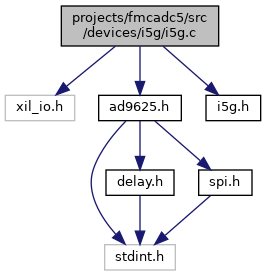 projects/fmcadc5/src
/devices/i5g/i5g.c
xil_io.h
ad9625.h
i5g.h
delay.h
spi.h
stdint.h